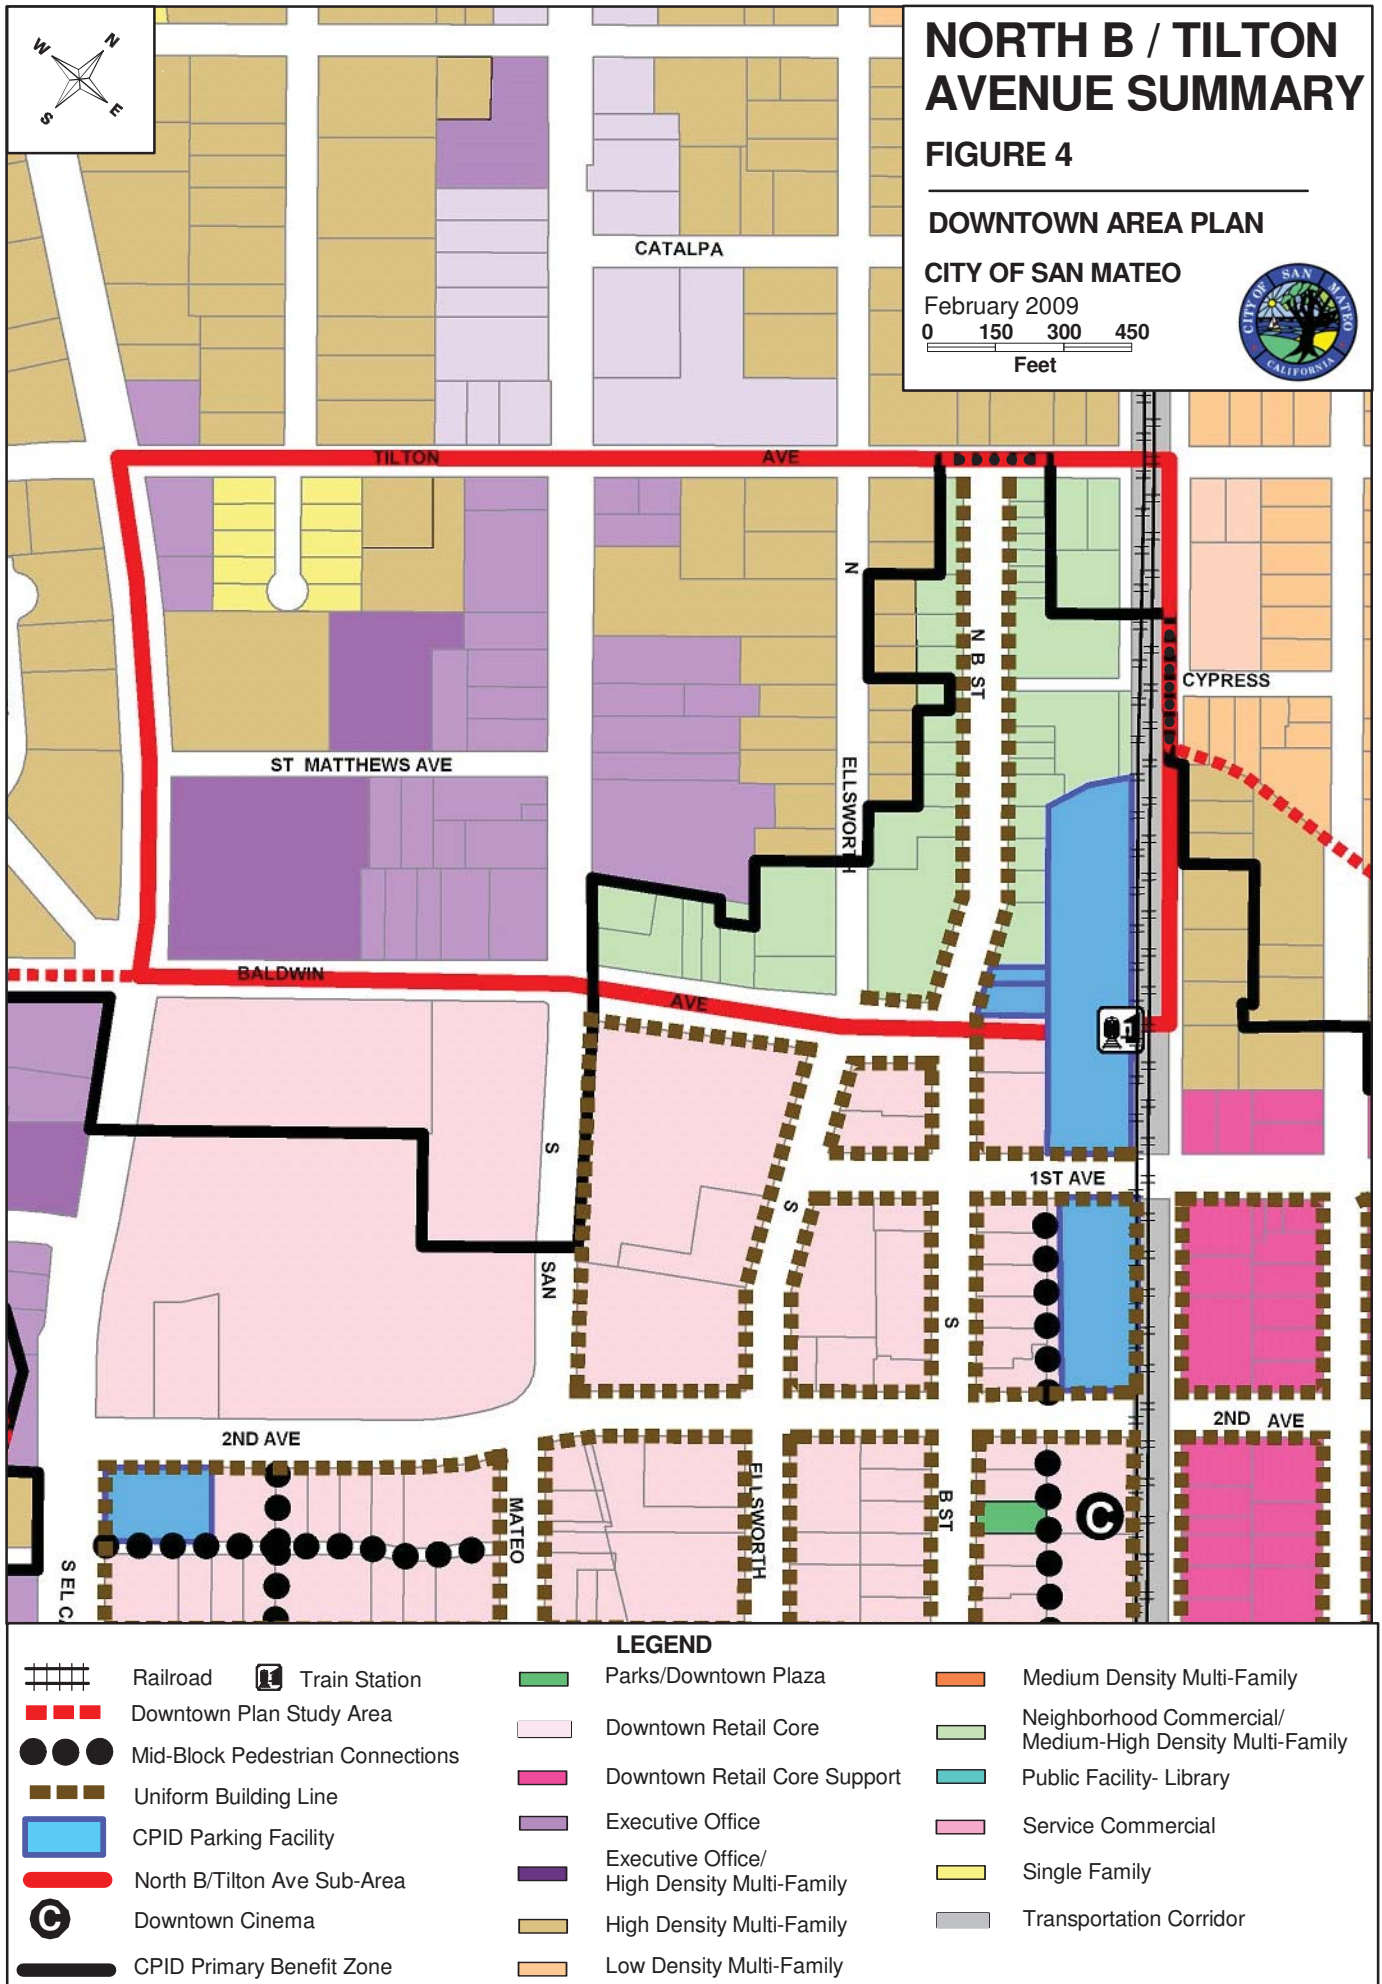 W
N
S
E
NORTH B / TILTON
AVENUE SUMMARY
FIGURE 4
DOWNTOWN AREA PLAN
CITY OF SAN MATEO
February 2009
0 150 300 450
Feet
CITY OF SAN MATEO
CALIFORNIA
CATALPA
TILTON AVE
N
N B ST
CYPRESS
ST MATTHEWS AVE
ELLSWORTH
BALDWIN AVE
S
1ST AVE
S
SAN
S
2ND AVE
2ND AVE
MATEO
ELLSWORTH
B ST
C
S EL CA
LEGEND
Railroad
Train Station
Downtown Plan Study Area
Mid-Block Pedestrian Connections
Uniform Building Line
CPID Parking Facility
North B/Tilton Ave Sub-Area
C
Downtown Cinema
CPID Primary Benefit Zone
Parks/Downtown Plaza
Downtown Retail Core
Downtown Retail Core Support
Executive Office
Executive Office/
High Density Multi-Family
High Density Multi-Family
Low Density Multi-Family
Medium Density Multi-Family
Neighborhood Commercial/
Medium-High Density Multi-Family
Public Facility- Library
Service Commercial
Single Family
Transportation Corridor